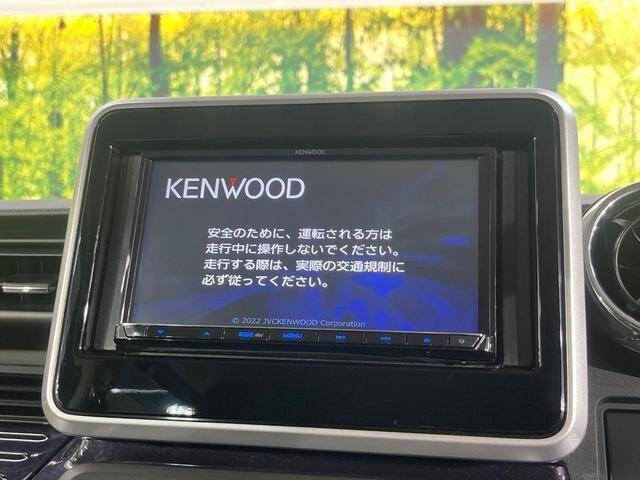 KENWOOD
KENWOOD
安全のために、運転される方は
走行中に操作しないでください。
走行する際は、実際の交通規制に
必ず従ってください。
© 2022 JVCKENWOOD Corporation
AV MENU